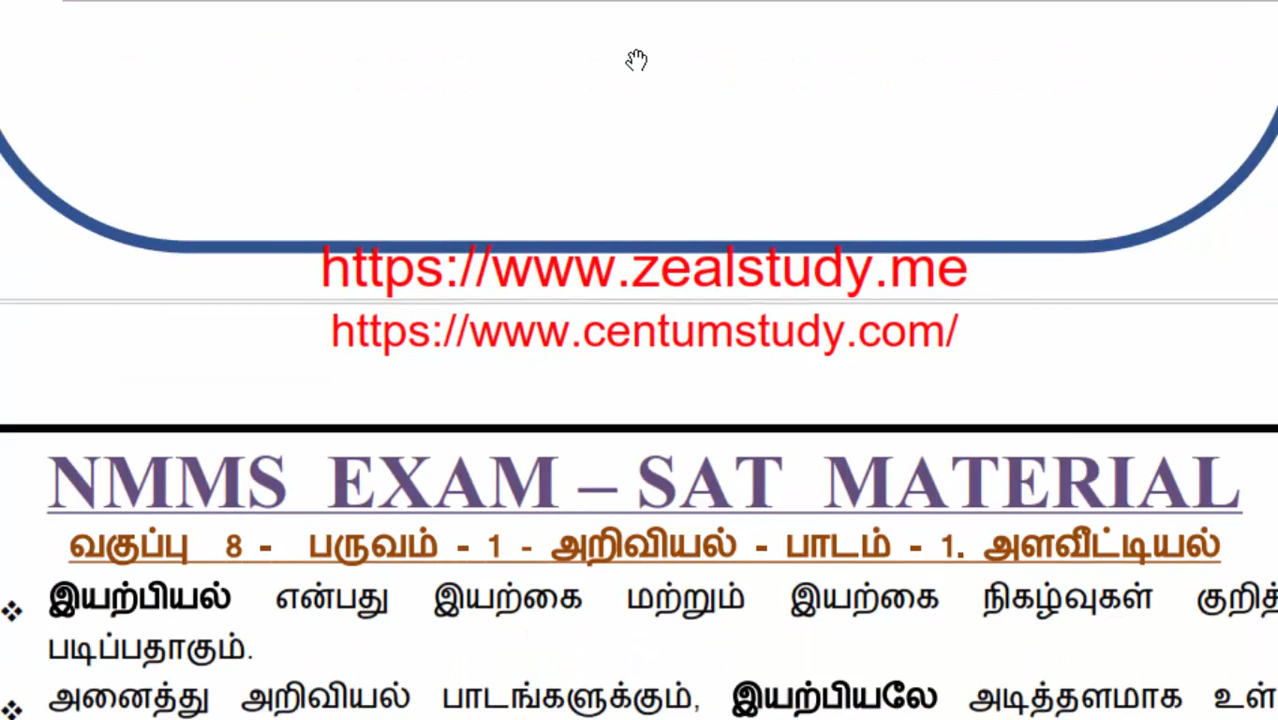 https://www.zealstudy.me
https://www.centumstudy.com/
NMMS EXAM – SAT MATERIAL
வகுப்பு 8 - பருவம் - 1 - அறிவியல் - பாடம் - 1. அளவீட்டியல்
❖ இயற்பியல் என்பது இயற்கை மற்றும் இயற்கை நிகழ்வுகள்
படிப்பதாகும்.
❖ அனைத்து அறிவியல் பாடங்களுக்கும், இயற்பியலே அடித்தளமாக